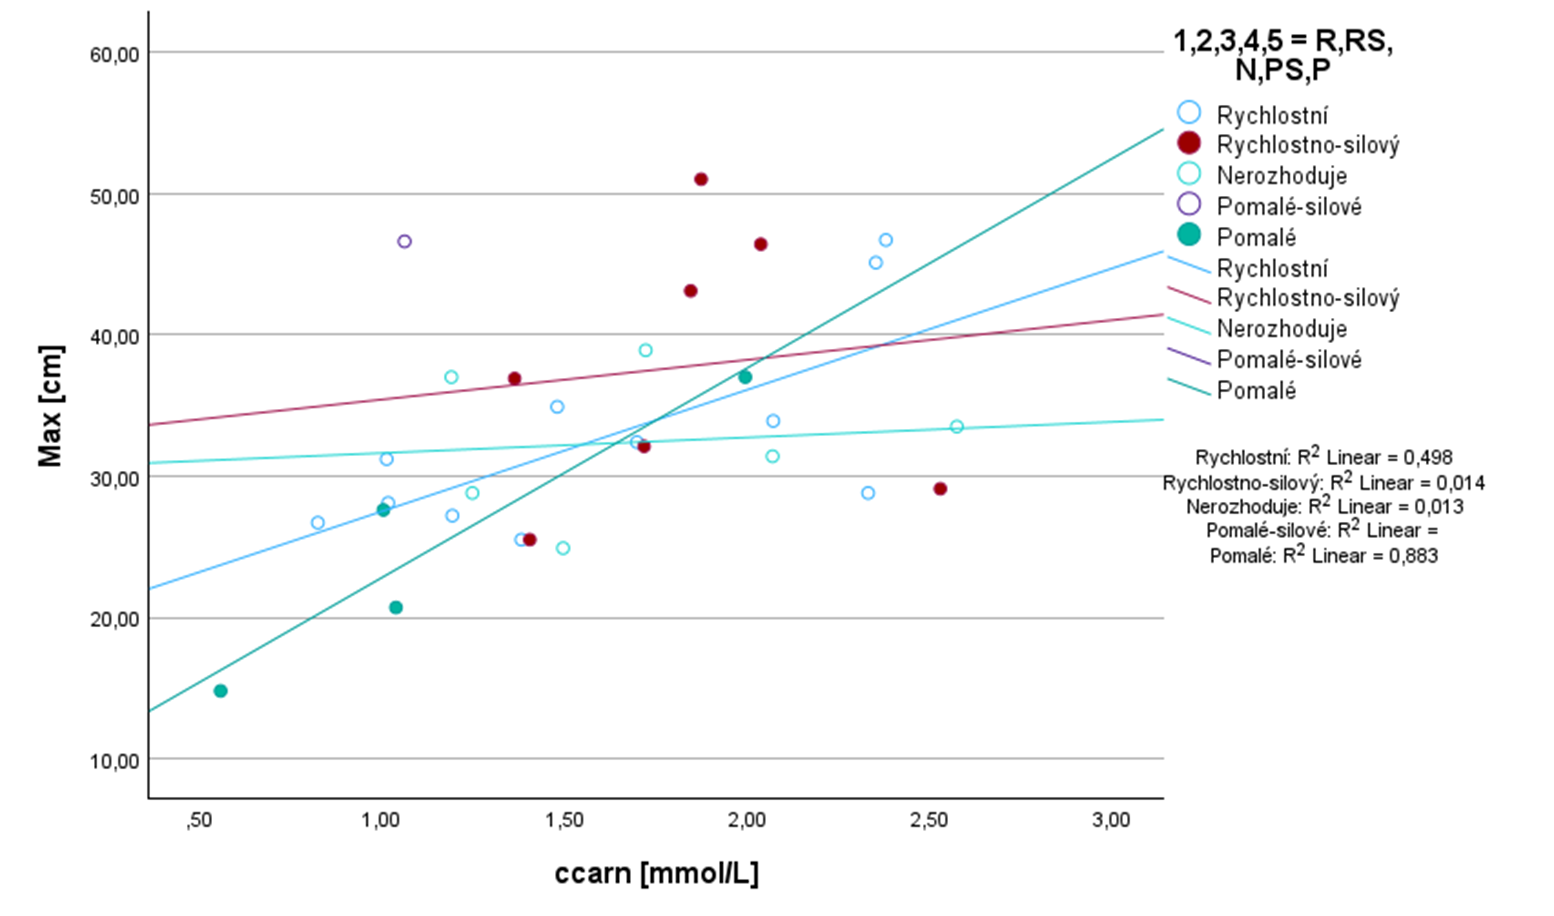 1,2,3,4,5 = R,RS,
N,PS,P
Rychlostní
Rychlostno-silový
Nerozhoduje
Pomalé-silové
Pomalé
Rychlostní
Rychlostno-silový
Nerozhoduje
Pomalé-silové
Pomalé
Rychlostní: R² Linear = 0,498
Rychlostno-silový: R² Linear = 0,014
Nerozhoduje: R² Linear = 0,013
Pomalé-silové: R² Linear =
Pomalé: R² Linear = 0,883
Max [cm]
60,00
50,00
40,00
30,00
20,00
10,00
,50
1,00
1,50
2,00
2,50
3,00
ccarn [mmol/L]